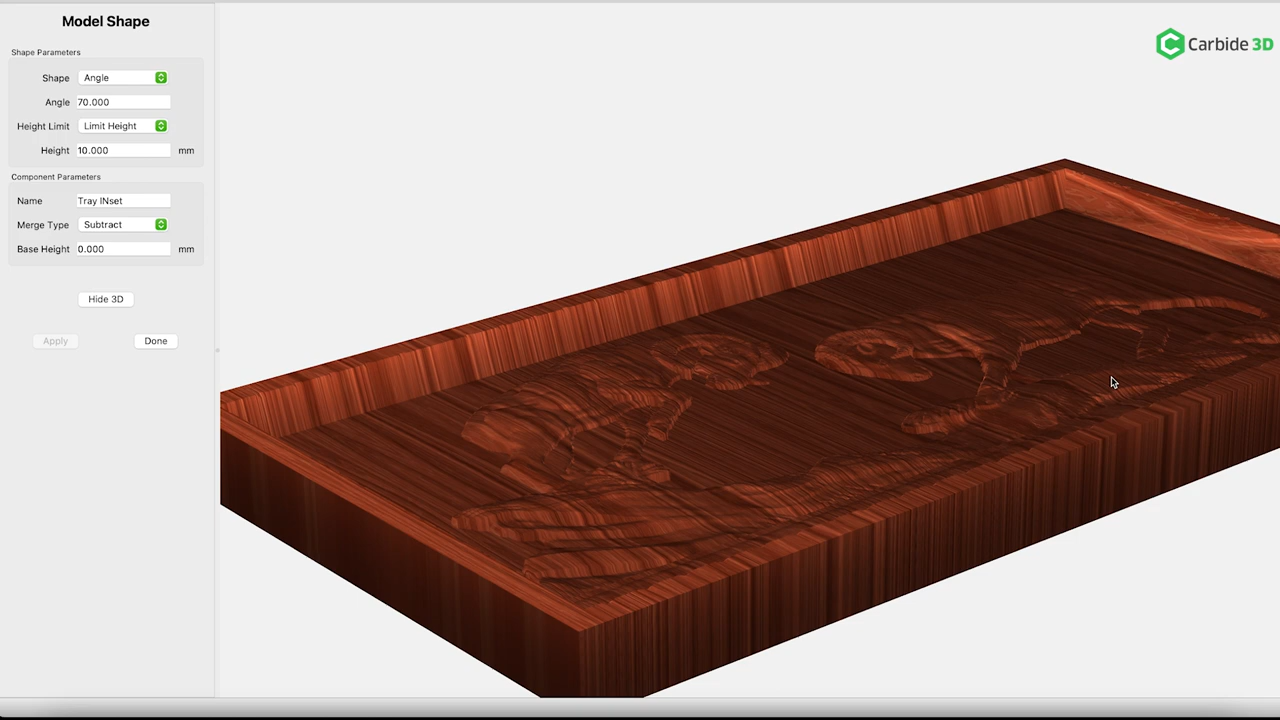 Model Shape
Carbide 3D
Shape Parameters
Shape Angle
Angle 70.000
Height Limit Limit Height
Height 10.000 mm
Component Parameters
Name Tray INset
Merge Type Subtract
Base Height 0.000 mm
Hide 3D
Apply Done